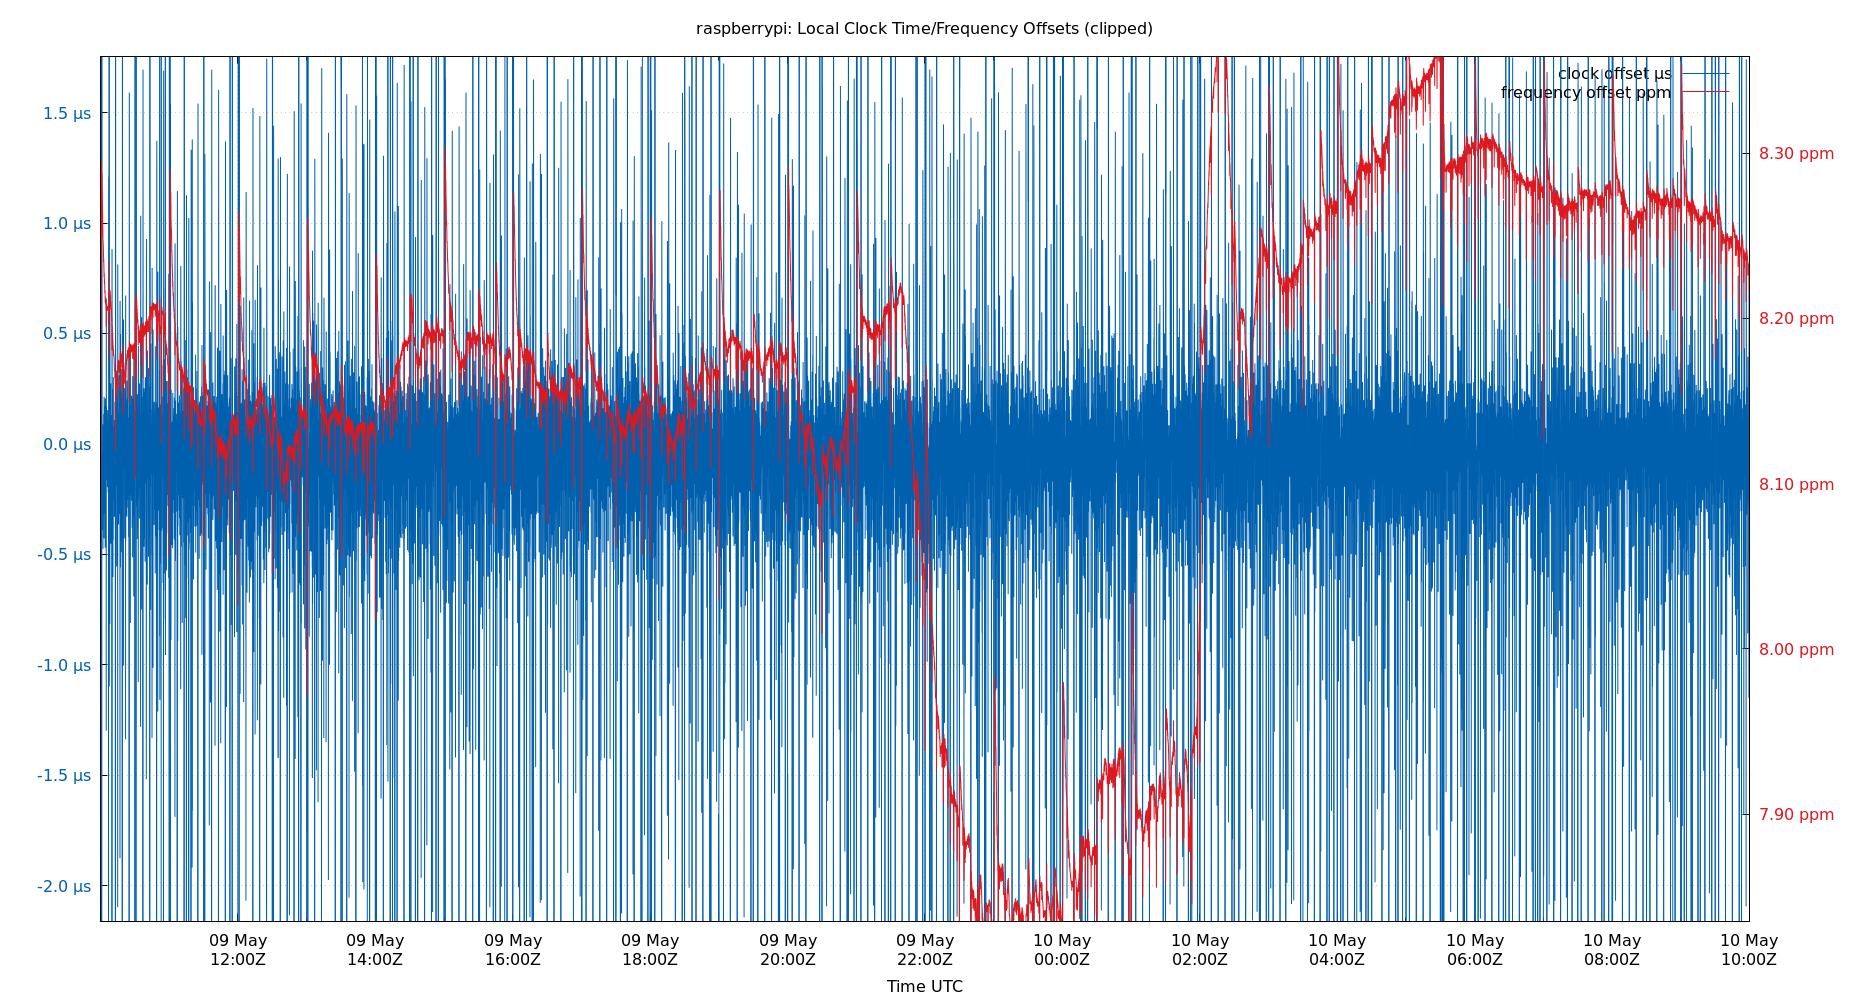 raspberrypi: Local Clock Time/Frequency Offsets (clipped)
clock offset µs
frequency offset ppm
1.5 µs
1.0 µs
0.5 µs
0.0 µs
-0.5 µs
-1.0 µs
-1.5 µs
-2.0 µs
8.30 ppm
8.20 ppm
8.10 ppm
8.00 ppm
7.90 ppm
09 May
12:00Z
09 May
14:00Z
09 May
16:00Z
09 May
18:00Z
09 May
20:00Z
09 May
22:00Z
10 May
00:00Z
10 May
02:00Z
10 May
04:00Z
10 May
06:00Z
10 May
08:00Z
10 May
10:00Z
Time UTC